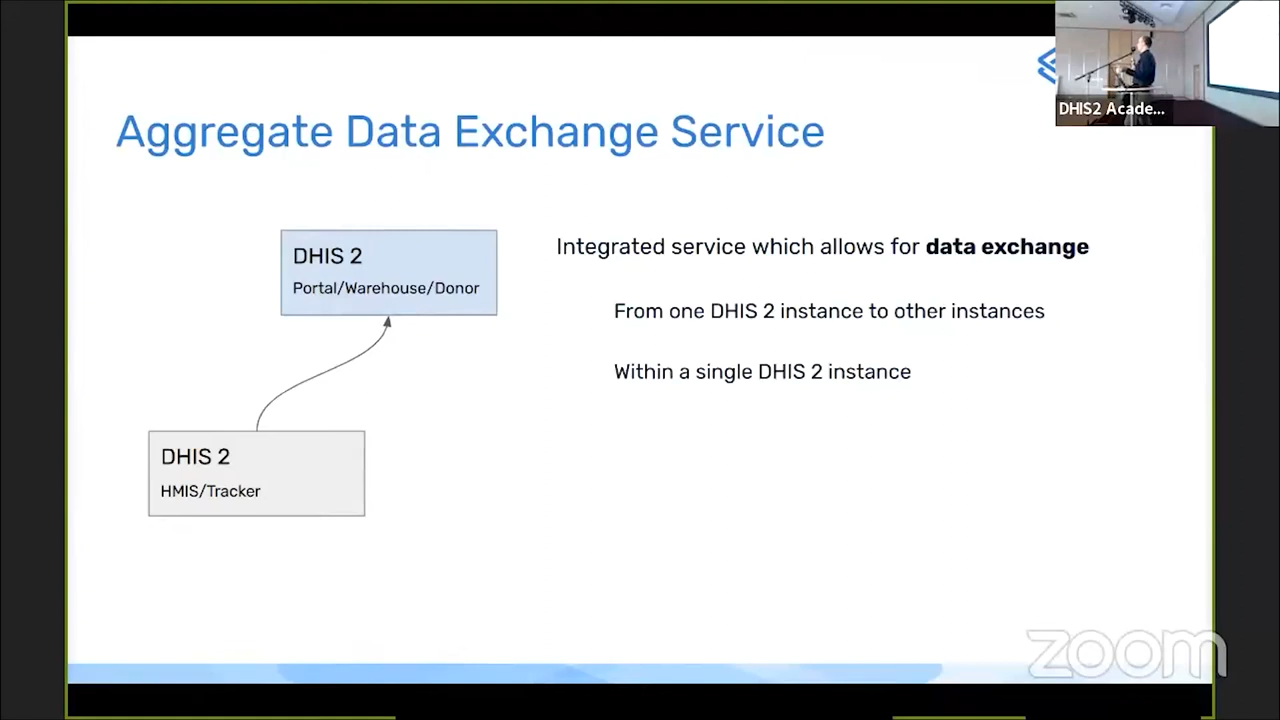 DHIS2 Acade...
Aggregate Data Exchange Service
DHIS 2
Portal/Warehouse/Donor
Integrated service which allows for data exchange
From one DHIS 2 instance to other instances
Within a single DHIS 2 instance
DHIS 2
HMIS/Tracker
zoom